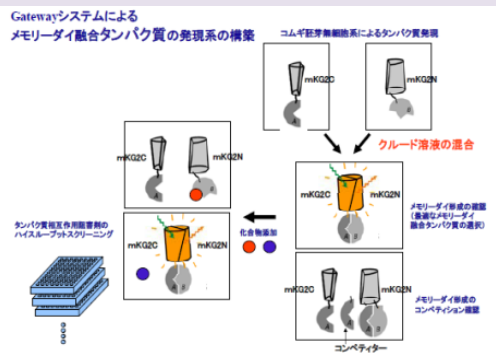 Gatewayシステムによる
メモリーダイ融合タンパク質の発現系の構築
コムギ胚芽無細胞系によるタンパク質発現
mKG2C
mKG2N
A
B
クルード溶液の混合
mKG2C
mKG2N
A
B
mKG2C
mKG2N
A
B
メモリーダイ形成の確認
(最適なメモリーダイ
融合タンパク質の選択)
タンパク質相互作用阻害剤の
ハイスループットスクリーニング
mKG2C
mKG2N
A
B
化合物添加
mKG2C
mKG2N
A
A
B
メモリーダイ形成の
コンペティション確認
コンペティター